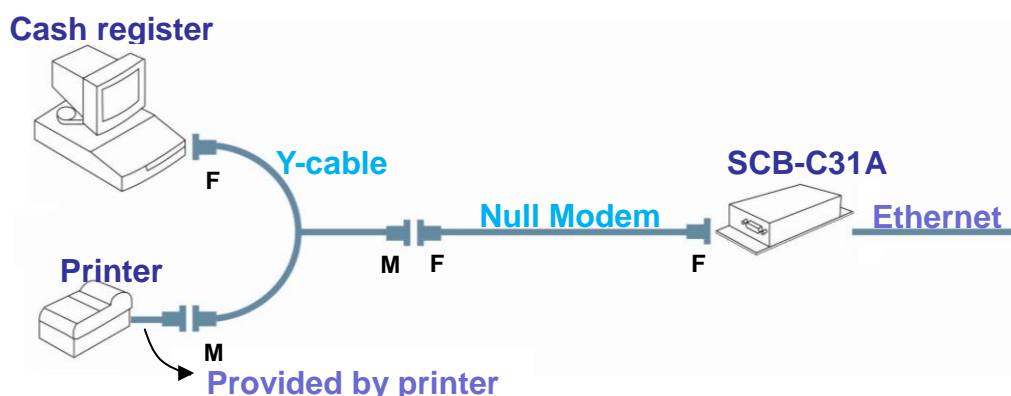 Cash register
F
Y-cable
SCB-C31A
Null Modem
Ethernet
M
F
F
Printer
M
Provided by printer